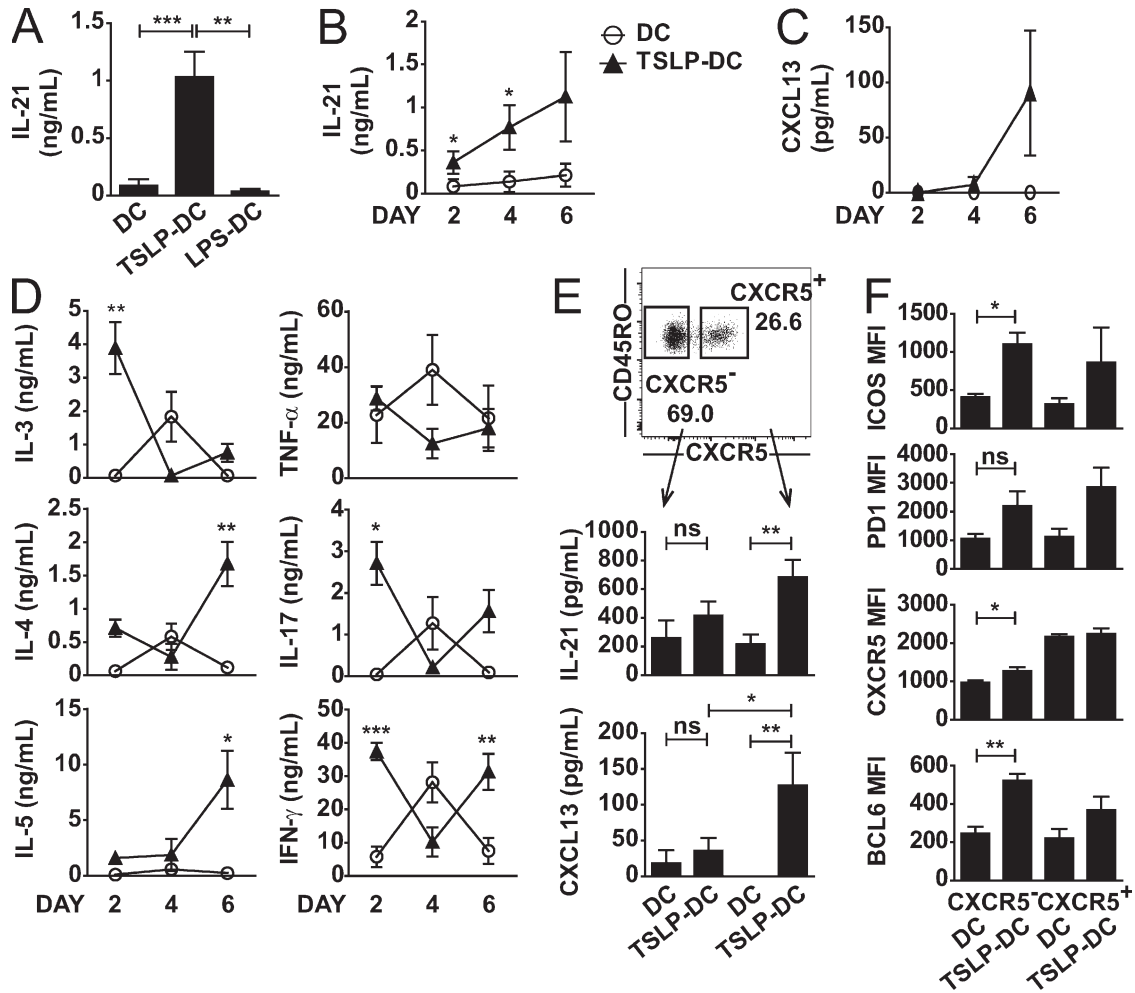 A
IL-21
(ng/mL)
1.5
1
0.5
0
***
**
DC
TSLP-DC
LPS-DC
B
IL-21
(ng/mL)
2
1.5
1
0.5
0
*
*
DAY 2 4 6
DC
TSLP-DC
C
CXCL13
(pg/mL)
150
100
50
0
DAY 2 4 6
D
IL-3 (ng/mL)
5
4
3
2
1
0
**
TNF-α (ng/mL)
60
40
20
0
IL-4 (ng/mL)
2.5
2
1.5
1
0.5
0
**
IL-17 (ng/mL)
4
3
2
1
0
*
IL-5 (ng/mL)
15
10
5
0
*
DAY 2 4 6
IFN-γ (ng/mL)
50
40
30
20
10
0
***
**
2 4 6
E
CD45RO
CXCR5+
26.6
CXCR5-
69.0
CXCR5
IL-21 (pg/mL)
1000
800
600
400
200
0
ns
**
CXCL13 (pg/mL)
200
150
100
50
0
ns
*
**
DC
TSLP-DC
DC
TSLP-DC
F
ICOS MFI
1500
1000
500
0
*
PD1 MFI
4000
3000
2000
1000
0
ns
CXCR5 MFI
3000
2000
1000
0
*
BCL6 MFI
600
400
200
0
**
CXCR5- CXCR5+
DC
TSLP-DC
DC
TSLP-DC